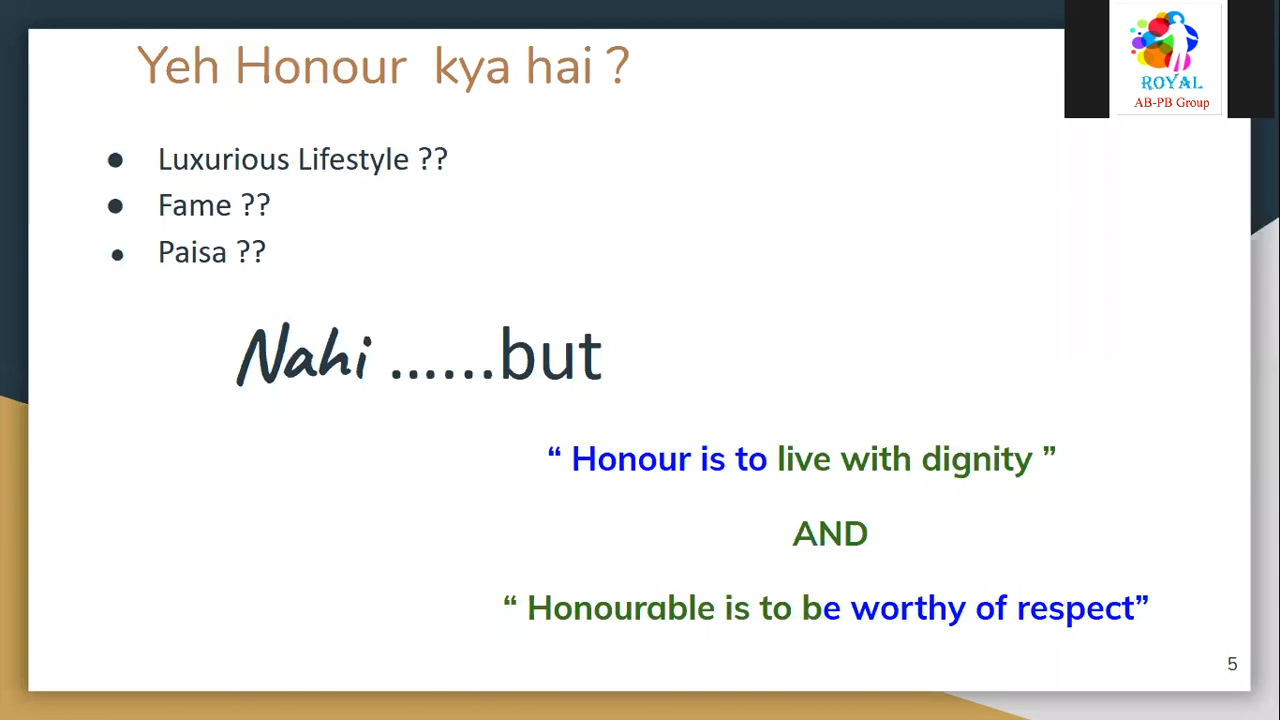 Yeh Honour kya hai ?
ROYAL
AB-PB Group
● Luxurious Lifestyle ??
● Fame ??
● Paisa ??
Nahi ......but
“ Honour is to live with dignity ”
AND
“ Honourable is to be worthy of respect”
5